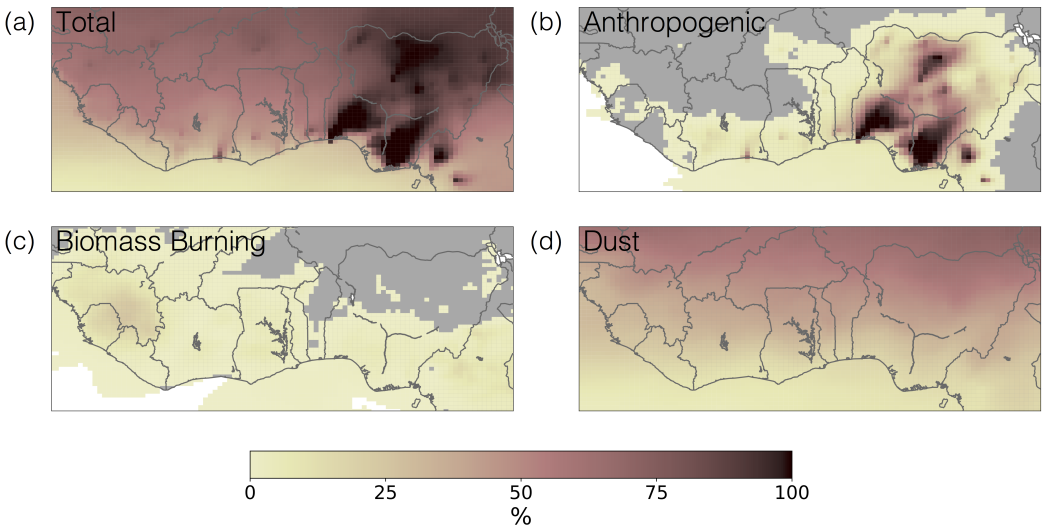 (a) Total
(b) Anthropogenic
(c) Biomass Burning
(d) Dust
0 25 50 75 100
%